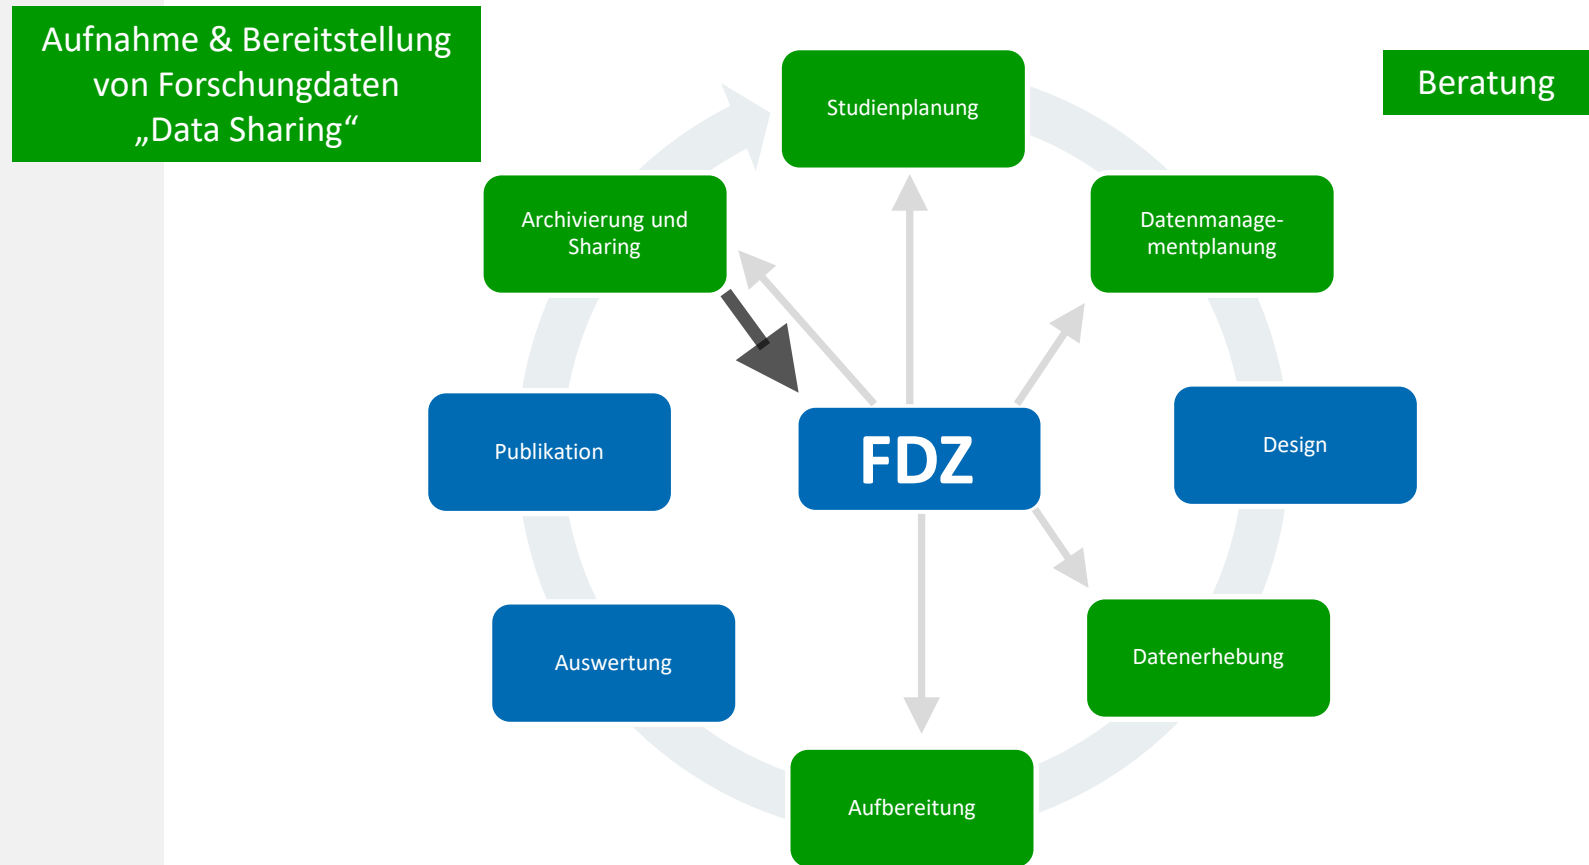 Aufnahme & Bereitstellung
von Forschungdaten
„Data Sharing“
Beratung
Studienplanung
Archivierung und
Sharing
Datenmanage-
mentplanung
Publikation
FDZ
Design
Auswertung
Datenerhebung
Aufbereitung